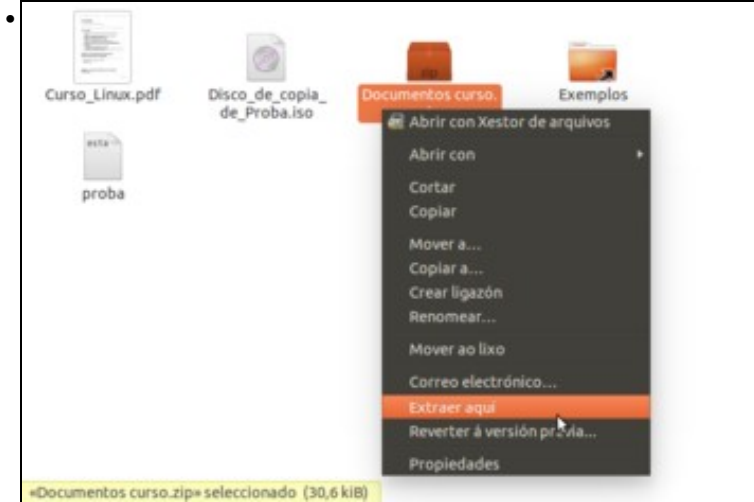 Curso_Linux.pdf
Disco_de_copia_
de_Proba.iso
zip
Documentos curso.
Exemplos
esta
proba
Abrir con Xestor de arquivos
Abrir con
Cortar
Copiar
Mover a...
Copiar a...
Crear ligazón
Renomear...
Mover ao lixo
Correo electrónico...
Extraer aquí
Reverter á versión previa...
Propiedades
«Documentos curso.zip» seleccionado (30,6 kiB)